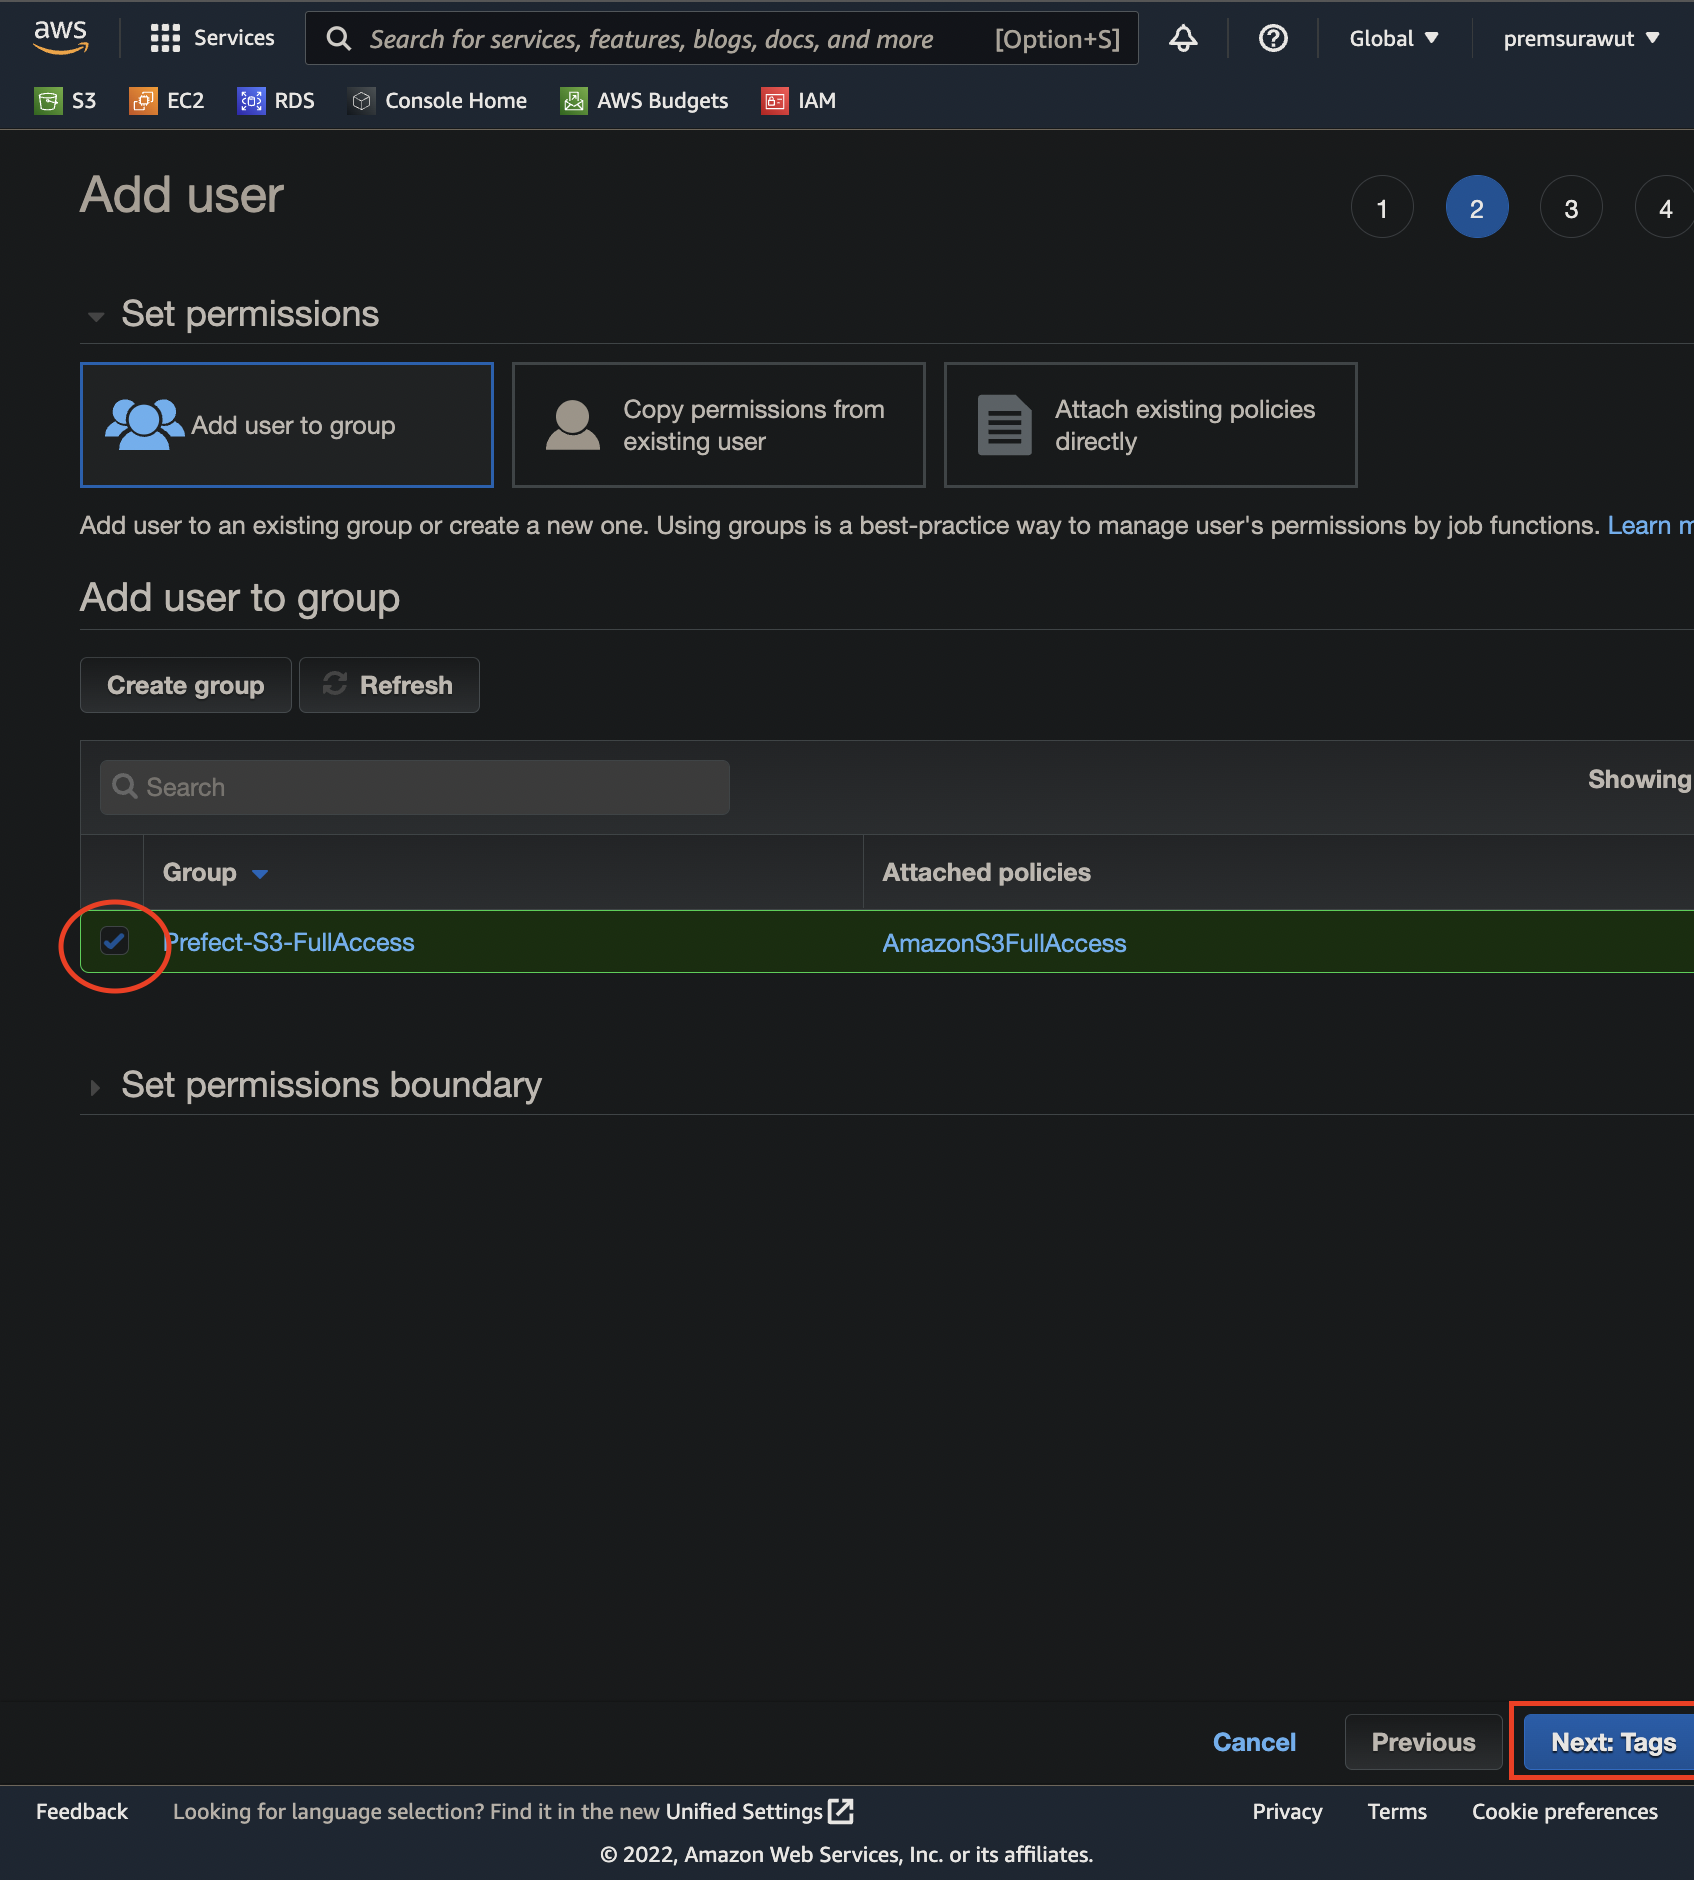 aws Services Search for services, features, blogs, docs, and more [Option+S] Global premsurawut
S3 EC2 RDS Console Home AWS Budgets IAM
Add user
1 2 3 4
Set permissions
Add user to group
Copy permissions from
existing user
Attach existing policies
directly
Add user to an existing group or create a new one. Using groups is a best-practice way to manage user's permissions by job functions. Learn m
Add user to group
Create group Refresh
Search Showing
Group Attached policies
Prefect-S3-FullAccess AmazonS3FullAccess
Set permissions boundary
Cancel Previous Next: Tags
Feedback Looking for language selection? Find it in the new Unified Settings Privacy Terms Cookie preferences
© 2022, Amazon Web Services, Inc. or its affiliates.